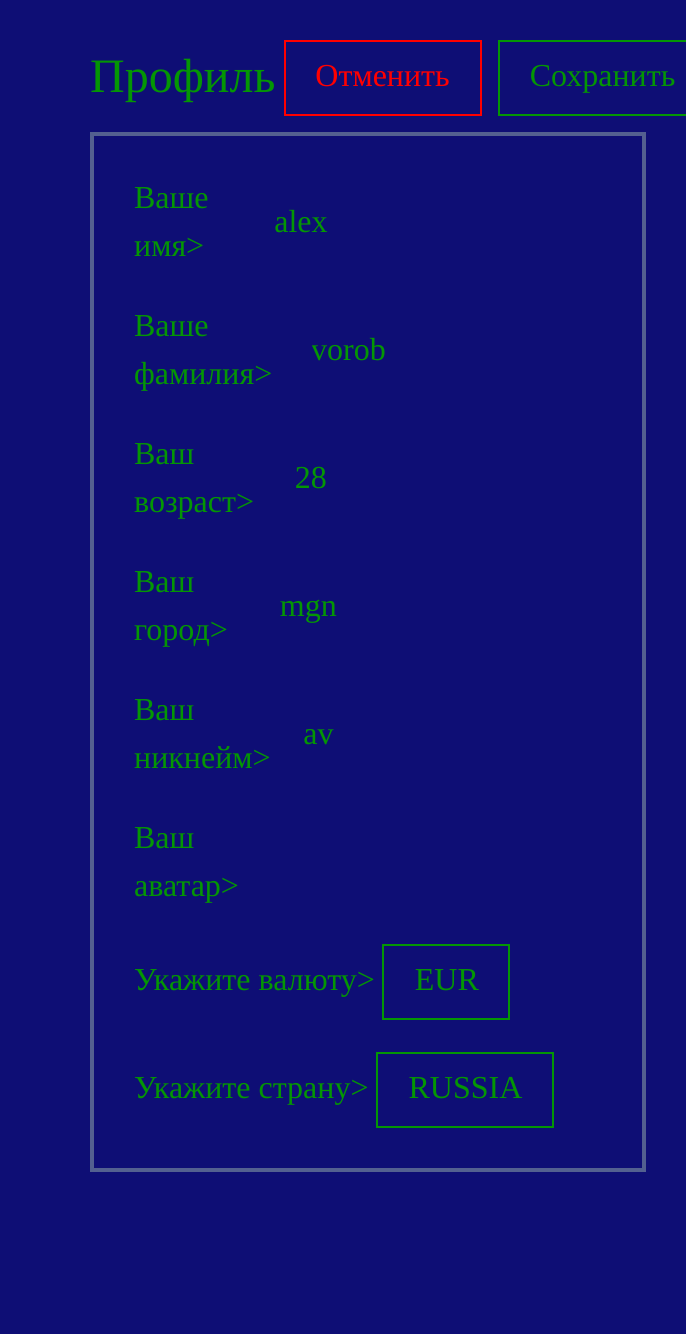 Профиль Отменить Сохранить
Ваше
имя> alex
Ваше
фамилия> vorob
Ваш
возраст> 28
Ваш
город> mgn
Ваш
никнейм> av
Ваш
аватар>
Укажите валюту> EUR
Укажите страну> RUSSIA